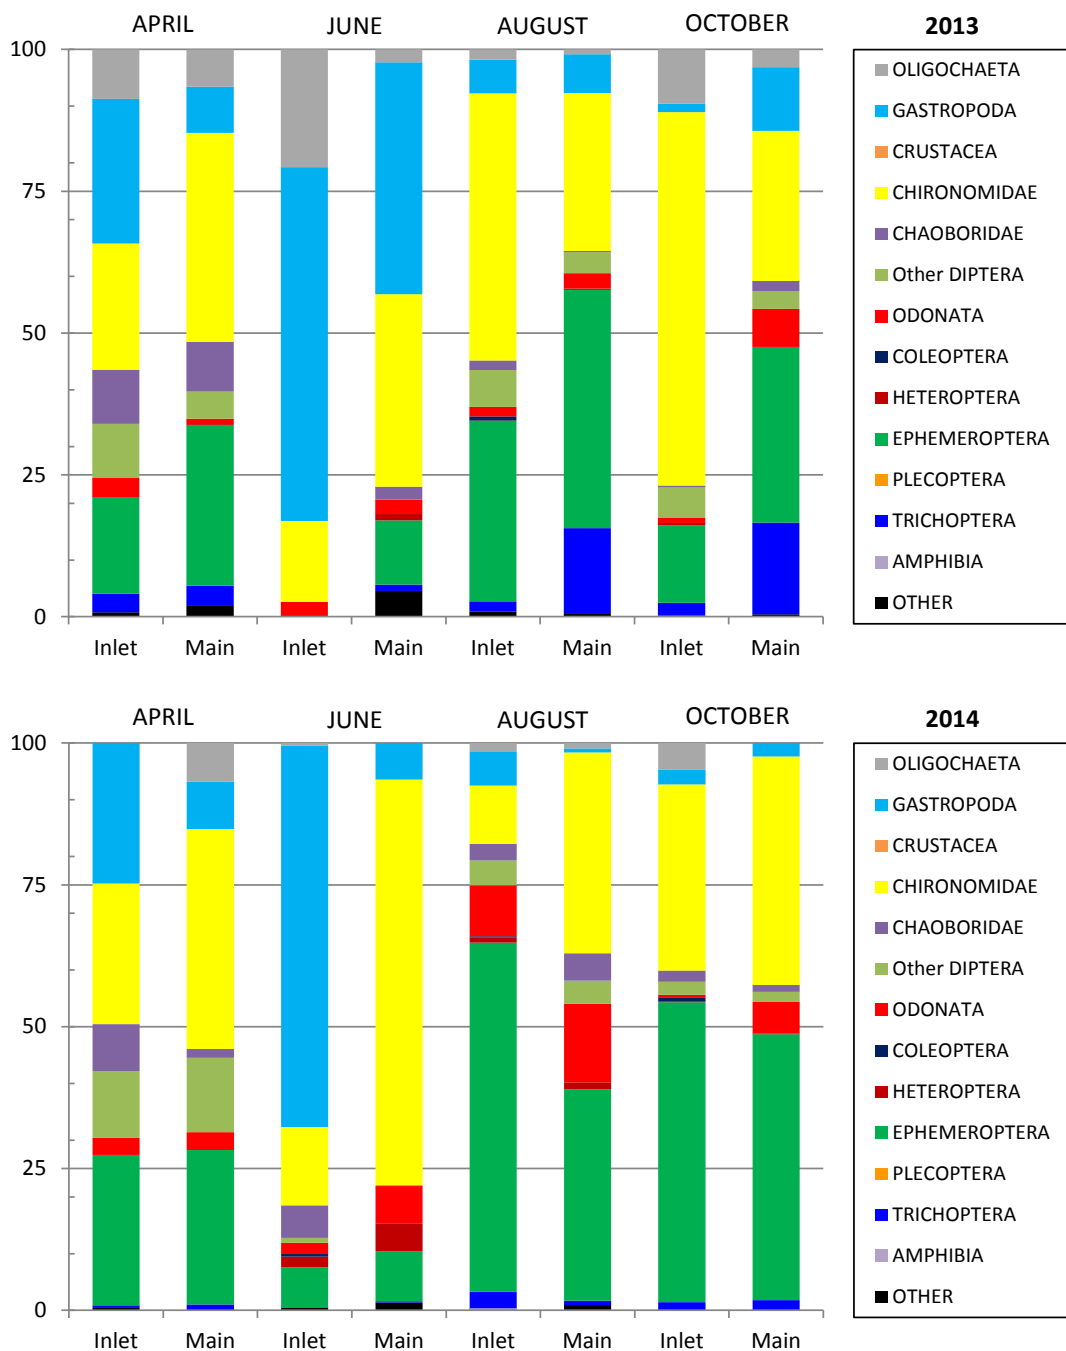 APRIL JUNE AUGUST OCTOBER 2013
100
75
50
25
0
OLIGOCHAETA
GASTROPODA
CRUSTACEA
CHIRONOMIDAE
CHAOBORIDAE
Other DIPTERA
ODONATA
COLEOPTERA
HETEROPTERA
EPHEMEROPTERA
PLECOPTERA
TRICHOPTERA
AMPHIBIA
OTHER
Inlet Main Inlet Main Inlet Main Inlet Main
APRIL JUNE AUGUST OCTOBER 2014
100
75
50
25
0
OLIGOCHAETA
GASTROPODA
CRUSTACEA
CHIRONOMIDAE
CHAOBORIDAE
Other DIPTERA
ODONATA
COLEOPTERA
HETEROPTERA
EPHEMEROPTERA
PLECOPTERA
TRICHOPTERA
AMPHIBIA
OTHER
Inlet Main Inlet Main Inlet Main Inlet Main